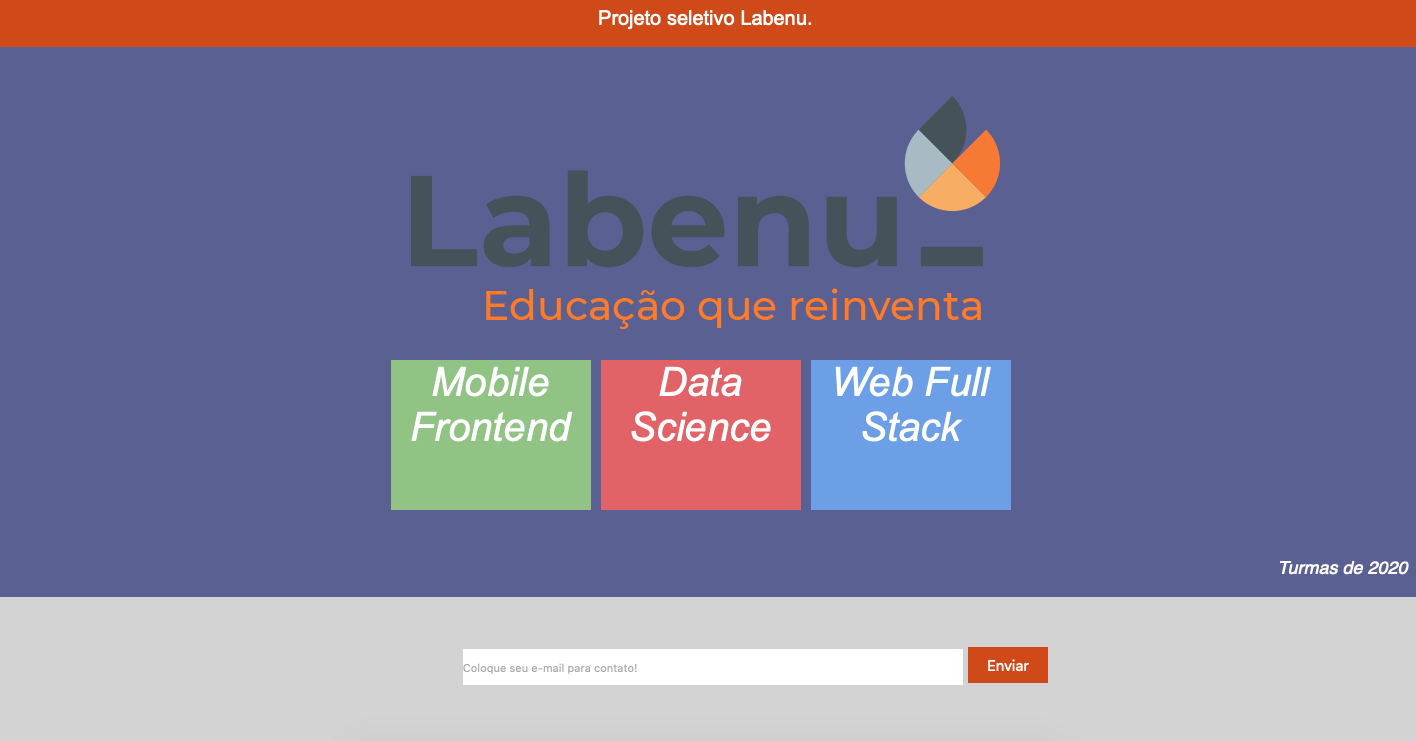 Projeto seletivo Labenu.
Labenu_
Educação que reinventa
Mobile
Frontend
Data
Science
Web Full
Stack
Turmas de 2020
Coloque seu e-mail para contato!
Enviar